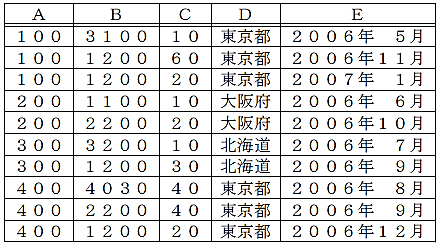 A B C D E
100 3100 10 東京都 2006年 5月
100 1200 60 東京都 2006年11月
100 1200 20 東京都 2007年 1月
200 1100 10 大阪府 2006年 6月
200 2200 20 大阪府 2006年10月
300 3200 10 北海道 2006年 7月
300 1200 30 北海道 2006年 9月
400 4030 40 東京都 2006年 8月
400 2200 40 東京都 2006年 9月
400 1200 20 東京都 2006年12月